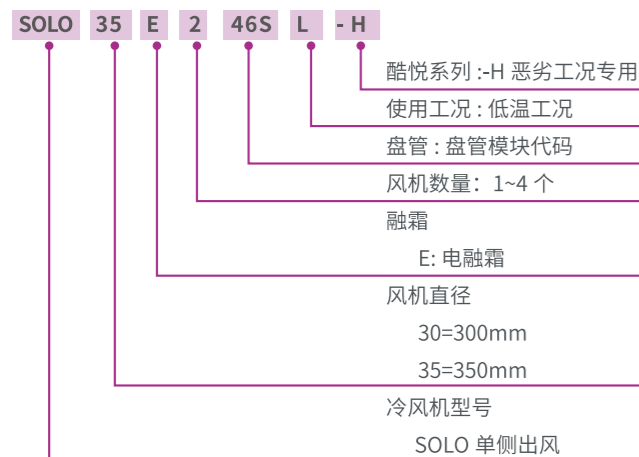 SOLO 35 E 2 46S L - H
酷悦系列 :-H 恶劣工况专用
使用工况 : 低温工况
盘管 : 盘管模块代码
风机数量：1~4 个
融霜
E: 电融霜
风机直径
30=300mm
35=350mm
冷风机型号
SOLO 单侧出风